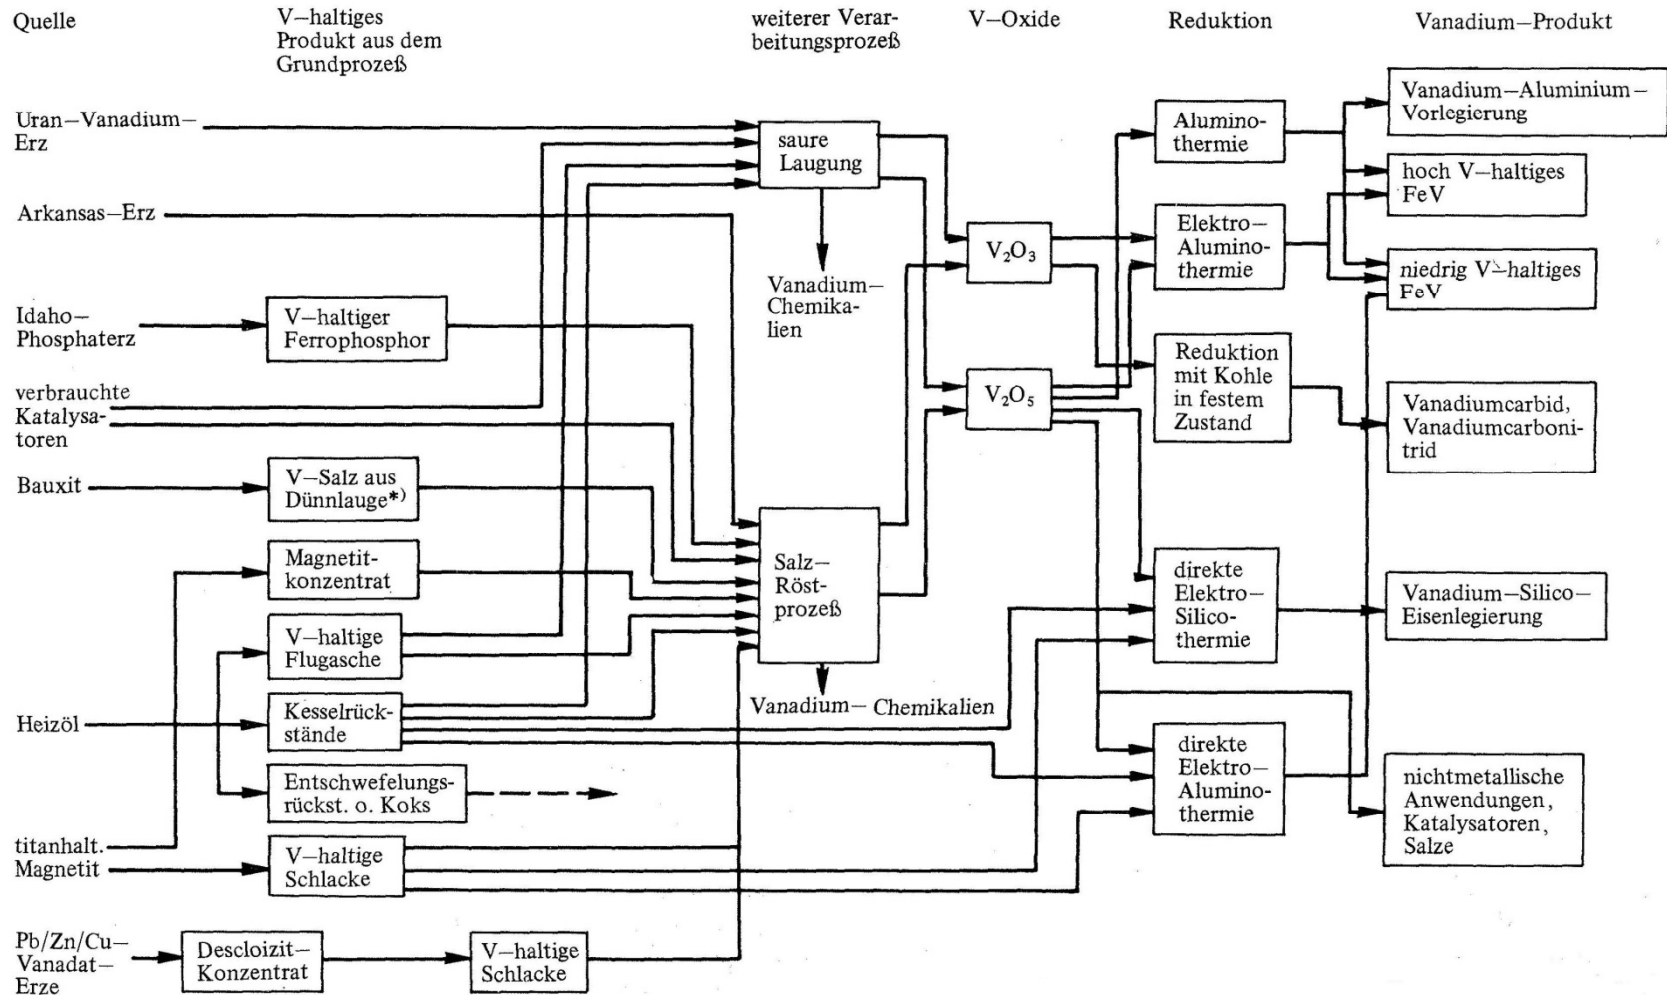 Quelle
V–haltiges
Produkt aus dem
Grundprozeß
weiterer Verar-
beitungsprozeß
V–Oxide
Reduktion
Vanadium–Produkt
Uran–Vanadium–
Erz
Arkansas–Erz
Idaho–
Phosphaterz
verbrauchte
Katalysa-
toren
Bauxit
Heizöl
titanhalt.
Magnetit
Pb/Zn/Cu–
Vanadat–
Erze
V–haltiger
Ferrophosphor
V–Salz aus
Dünnlauge*)
Magnetit-
konzentrat
V–haltige
Flugasche
Kesselrück-
stände
Entschwefelungs-
rückst. o. Koks
V–haltige
Schlacke
Descloizit–
Konzentrat
V–haltige
Schlacke
saure
Laugung
Vanadium–
Chemika-
lien
Salz–
Röst–
prozeß
Vanadium– Chemikalien
V₂O₃
V₂O₅
Alumino-
thermie
Elektro–
Alumino-
thermie
Reduktion
mit Kohle
in festem
Zustand
direkte
Elektro–
Silico-
thermie
direkte
Elektro–
Alumino-
thermie
Vanadium–Aluminium–
Vorlegierung
hoch V–haltiges
FeV
niedrig V–haltiges
FeV
Vanadiumcarbid,
Vanadiumcarboni-
trid
Vanadium–Silico–
Eisenlegierung
nichtmetallische
Anwendungen,
Katalysatoren,
Salze